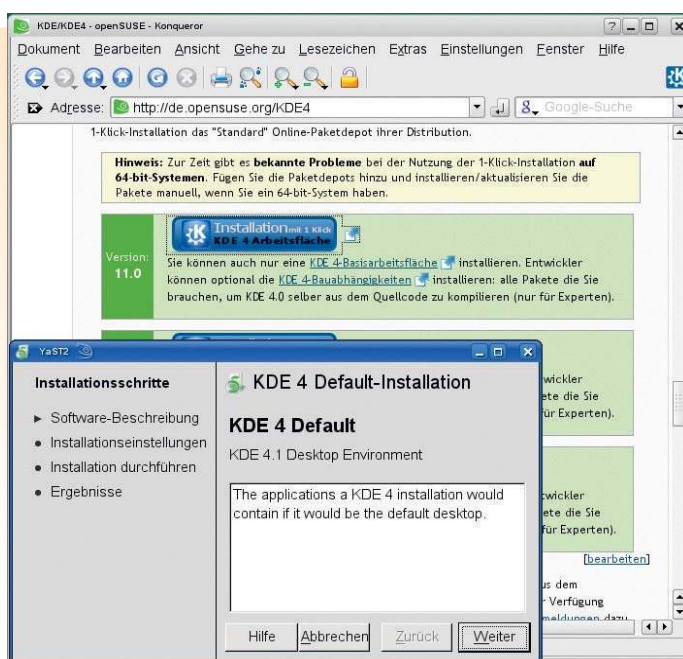 KDE/KDE4 - openSUSE - Konqueror
Dokument Bearbeiten Ansicht Gehe zu Lesezeichen Extras Einstellungen Fenster Hilfe
Adresse: http://de.opensuse.org/KDE4
Google-Suche
1-Klick-Installation das "Standard" Online-Paketdepot ihrer Distribution.
Hinweis: Zur Zeit gibt es bekannte Probleme bei der Nutzung der 1-Klick-Installation auf
64-bit-Systemen. Fügen Sie die Paketdepots hinzu und installieren/aktualisieren Sie die
Pakete manuell, wenn Sie ein 64-bit-System haben.
Version:
11.0
Installation mit 1 Klick
KDE 4 Arbeitsfläche
Sie können auch nur eine KDE 4-Basisarbeitsfläche installieren. Entwickler
können optional die KDE 4-Bauabhängigkeiten installieren: alle Pakete die Sie
brauchen, um KDE 4.0 selber aus dem Quellcode zu kompilieren (nur für Experten).
wickler
ete die Sie
für Experten).
twickler
ete die Sie
für Experten).
[bearbeiten]
us dem
r Verfügung
meldungen dazu
YaST2
Installationsschritte
Software-Beschreibung
Installationseinstellungen
Installation durchführen
Ergebnisse
KDE 4 Default-Installation
KDE 4 Default
KDE 4.1 Desktop Environment
The applications a KDE 4 installation would
contain if it would be the default desktop.
Hilfe Abbrechen Zurück Weiter